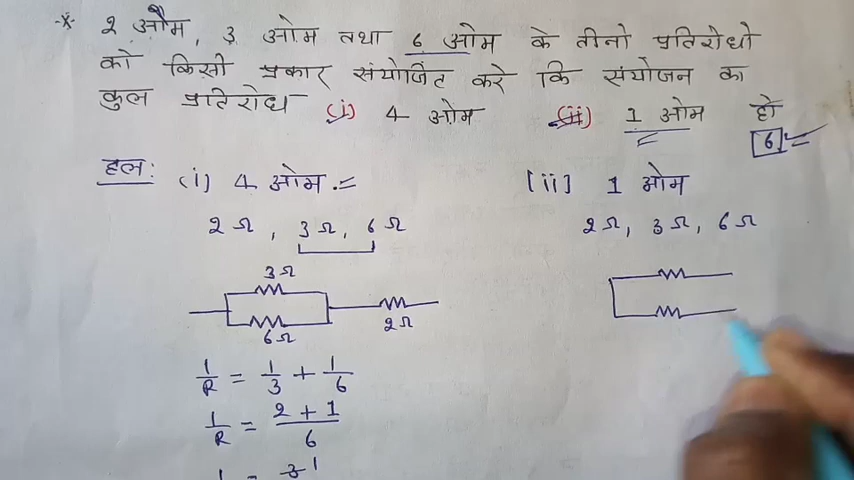 -x- 2 ओम, 3 ओम तथा 6 ओम के तीनो प्रतिरोधो
को किसी प्रकार संयोजित करे कि संयोजन का
कुल प्रतिरोध (i) 4 ओम (ii) 1 ओम हो
[6]
हल: (i) 4 ओम .=
2Ω, 3Ω, 6Ω
3Ω
6Ω
2Ω
1/R = 1/3 + 1/6
1/R = (2 + 1)/6
[ii] 1 ओम
2Ω, 3Ω, 6Ω